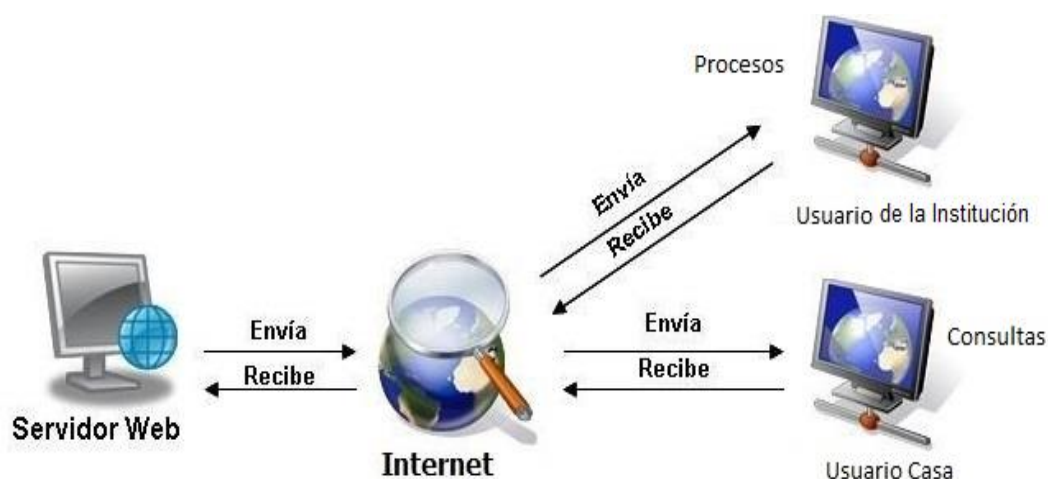 Procesos
Envía
Recibe
Usuario de la Institución
Envía
Recibe
Servidor Web
Internet
Envía
Recibe
Consultas
Usuario Casa